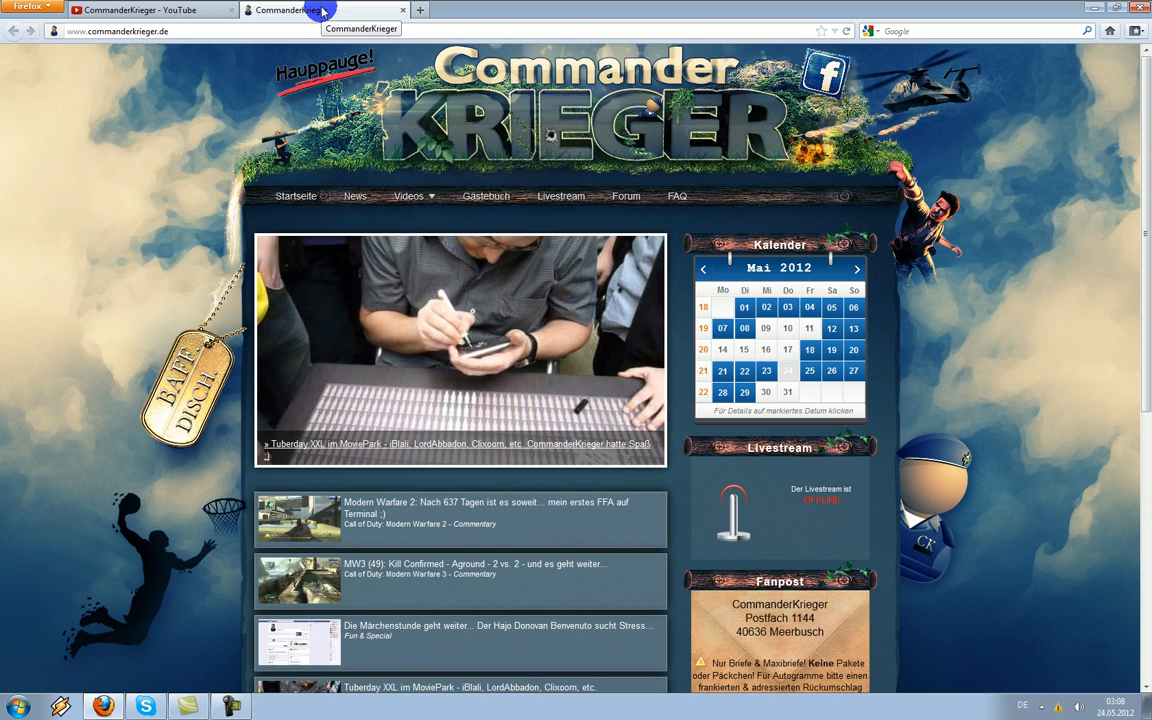 Firefox
CommanderKrieger - YouTube
CommanderKrieger
www.commanderkrieger.de
Google
CommanderKrieger
Hauppauge!
Commander
KRIEGER
f
Startseite
News
Videos
Gästebuch
Livestream
Forum
FAQ
Kalender
Mai 2012
Mo Di Mi Do Fr Sa So
18 01 02 03 04 05 06
19 07 08 09 10 11 12 13
20 14 15 16 17 18 19 20
21 21 22 23 24 25 26 27
22 28 29 30 31
Für Details auf markiertes Datum klicken
BAFF
DISCH.
» Tuberday XXL im MoviePark - iBlali, LordAbbadon, Clixoom, etc. CommanderKrieger hatte Spaß
;)
Livestream
Der Livestream ist
OFFLINE
CK
Modern Warfare 2: Nach 637 Tagen ist es soweit... mein erstes FFA auf
Terminal ;)
Call of Duty: Modern Warfare 2 - Commentary
MW3 (49): Kill Confirmed - Aground - 2 vs. 2 - und es geht weiter...
Call of Duty: Modern Warfare 3 - Commentary
Die Märchenstunde geht weiter... Der Hajo Donovan Benvenuto sucht Stress...
Fun & Special
Tuberday XXL im MoviePark - iBlali, LordAbbadon, Clixoom, etc.
Fanpost
CommanderKrieger
Postfach 1144
40636 Meerbusch
Nur Briefe & Maxibriefe! Keine Pakete
oder Päckchen! Für Autogramme bitte einen
frankierten & adressierten Rückumschlag
DE
03:08
24.05.2012